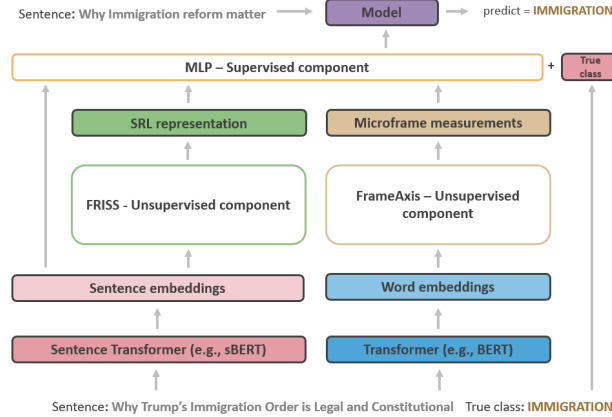 Sentence: Why Immigration reform matter
Model
predict = IMMIGRATION
MLP – Supervised component
+
True
class
SRL representation
Microframe measurements
FRISS - Unsupervised component
FrameAxis – Unsupervised
component
Sentence embeddings
Word embeddings
Sentence Transformer (e.g., sBERT)
Transformer (e.g., BERT)
Sentence: Why Trump's Immigration Order is Legal and Constitutional
True class: IMMIGRATION